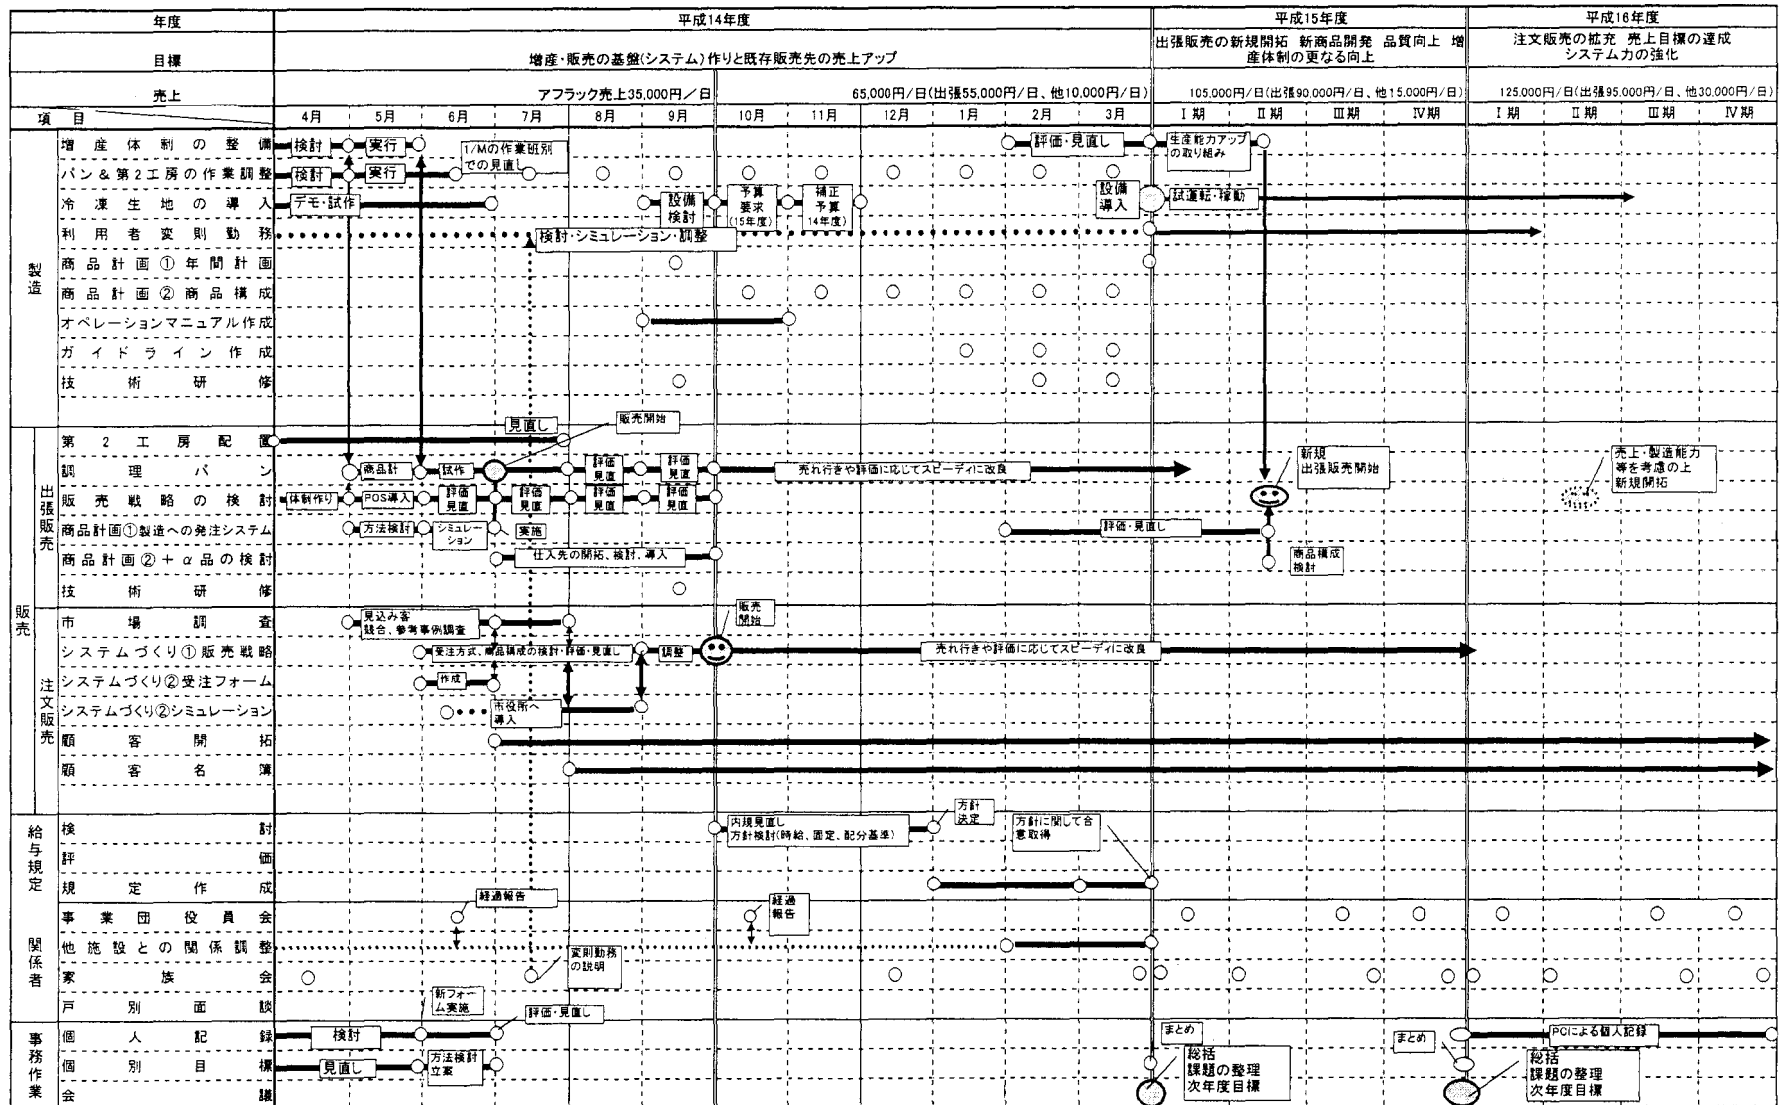 年度 平成14年度 平成15年度 平成16年度
目標 増産・販売の基盤(システム)作りと既存販売先の売上アップ 出張販売の新規開拓 新商品開発 品質向上 増産体制の更なる向上 注文販売の拡充 売上目標の達成 システム力の強化
売上 アフラック売上35,000円/日 65,000円/日(出張55,000円/日、他10,000円/日) 105,000円/日(出張90,000円/日、他15,000円/日) 125,000円/日(出張95,000円/日、他30,000円/日)
項目 4月 5月 6月 7月 8月 9月 10月 11月 12月 1月 2月 3月 Ⅰ期 Ⅱ期 Ⅲ期 Ⅳ期 Ⅰ期 Ⅱ期 Ⅲ期 Ⅳ期
製造
増産体制の整備 検討 実行 1/Mの作業班別での見直し 評価・見直し 生産能力アップの取り組み
パン&第2工房の作業調整 検討 実行
冷凍生地の導入 デモ・試作 設備検討 予算要求(15年度) 補正予算(14年度) 設備導入 試運転・稼動
利用者変則勤務 検討・シミュレーション・調整
商品計画①年間計画
商品計画②商品構成
オペレーションマニュアル作成
ガイドライン作成
技術研修
販売
出張販売
第2工房配置 見直し 販売開始
調理パン 商品計 試作 評価見直 評価見直 売れ行きや評価に応じてスピーディに改良 新規出張販売開始 売上・製造能力等を考慮の上新規開拓
販売戦略の検討 体制作り POS導入 評価見直 評価見直 評価見直 評価見直
商品計画①製造への発注システム 方法検討 シミュレーション 実施 評価・見直し
商品計画②+α品の検討 仕入先の開拓、検討、導入 商品構成検討
技術研修
注文販売
市場調査 見込み客 競合、参考事例調査 販売開始
システムづくり①販売戦略 受注方式、商品構成の検討・評価・見直し 調整 売れ行きや評価に応じてスピーディに改良
システムづくり②受注フォーム 作成
システムづくり②シミュレーション 市役所へ導入
顧客開拓
顧客名簿
給与規定
検討 内規見直し 方針検討(時給、固定、配分基準) 方針決定 方針に関して合意取得
評価
規定作成
関係者
事業団役員会 経過報告 経過報告
他施設との関係調整
家族会 変則勤務の説明
戸別面談
事務作業
個人記録 検討 新フォーム実施 評価・見直し まとめ まとめ PCによる個人記録
個別目標 見直し 方法検討立案
会議 総括 課題の整理 次年度目標 総括 課題の整理 次年度目標